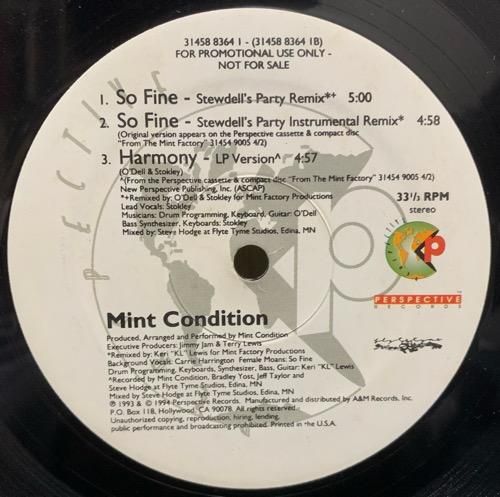 31458 8364 1 - (31458 8364 1B)
FOR PROMOTIONAL USE ONLY -
NOT FOR SALE
1. So Fine - Stewdell's Party Remix*+ 5:00
2. So Fine - Stewdell's Party Instrumental Remix* 4:58
(Original version appears on the Perspective cassette & compact disc
"From The Mint Factory" 31454 9005 4/2)
3. Harmony - LP Version^ 4:57
(O'Dell & Stokley)
^(From the Perspective cassette & compact disc "From The Mint Factory" 31454 9005 4/2)
New Perspective Publishing, Inc. (ASCAP)
*+Remixed by: O'Dell & Stokley for Mint Factory Productions
Lead Vocals: Stokley
Musicians: Drum Programming, Keyboard, Guitar: O'Dell
Bass Synthesizer, Keyboards: Stokley
Mixed by: Steve Hodge at Flyte Tyme Studios, Edina, MN
33 1/3 RPM
stereo
PECTIVE
P
PERSPECTIVE
RECORDS
Mint Condition
Produced, Arranged and Performed by Mint Condition
Executive Producers: Jimmy Jam & Terry Lewis
*Remixed by: Keri "KL" Lewis for Mint Factory Productions
Background Vocals: Carrie Harrington Female Moans: So Fine
Drum Programming, Keyboards, Synthesizer, Bass, Guitar: Keri "KL" Lewis
^Recorded by Mint Condition, Bradley Yost, Jeff Taylor and
Steve Hodge at Flyte Tyme Studios, Edina, MN
Mixed by Steve Hodge at Flyte Tyme Studios, Edina, MN
℗ 1993 & © 1994 Perspective Records. Manufactured and distributed by A&M Records, Inc.
P.O. Box 118, Hollywood, CA 90078. All rights reserved.
Unauthorized copying, reproduction, hiring, lending,
public performance and broadcasting prohibited. Printed in the U.S.A.